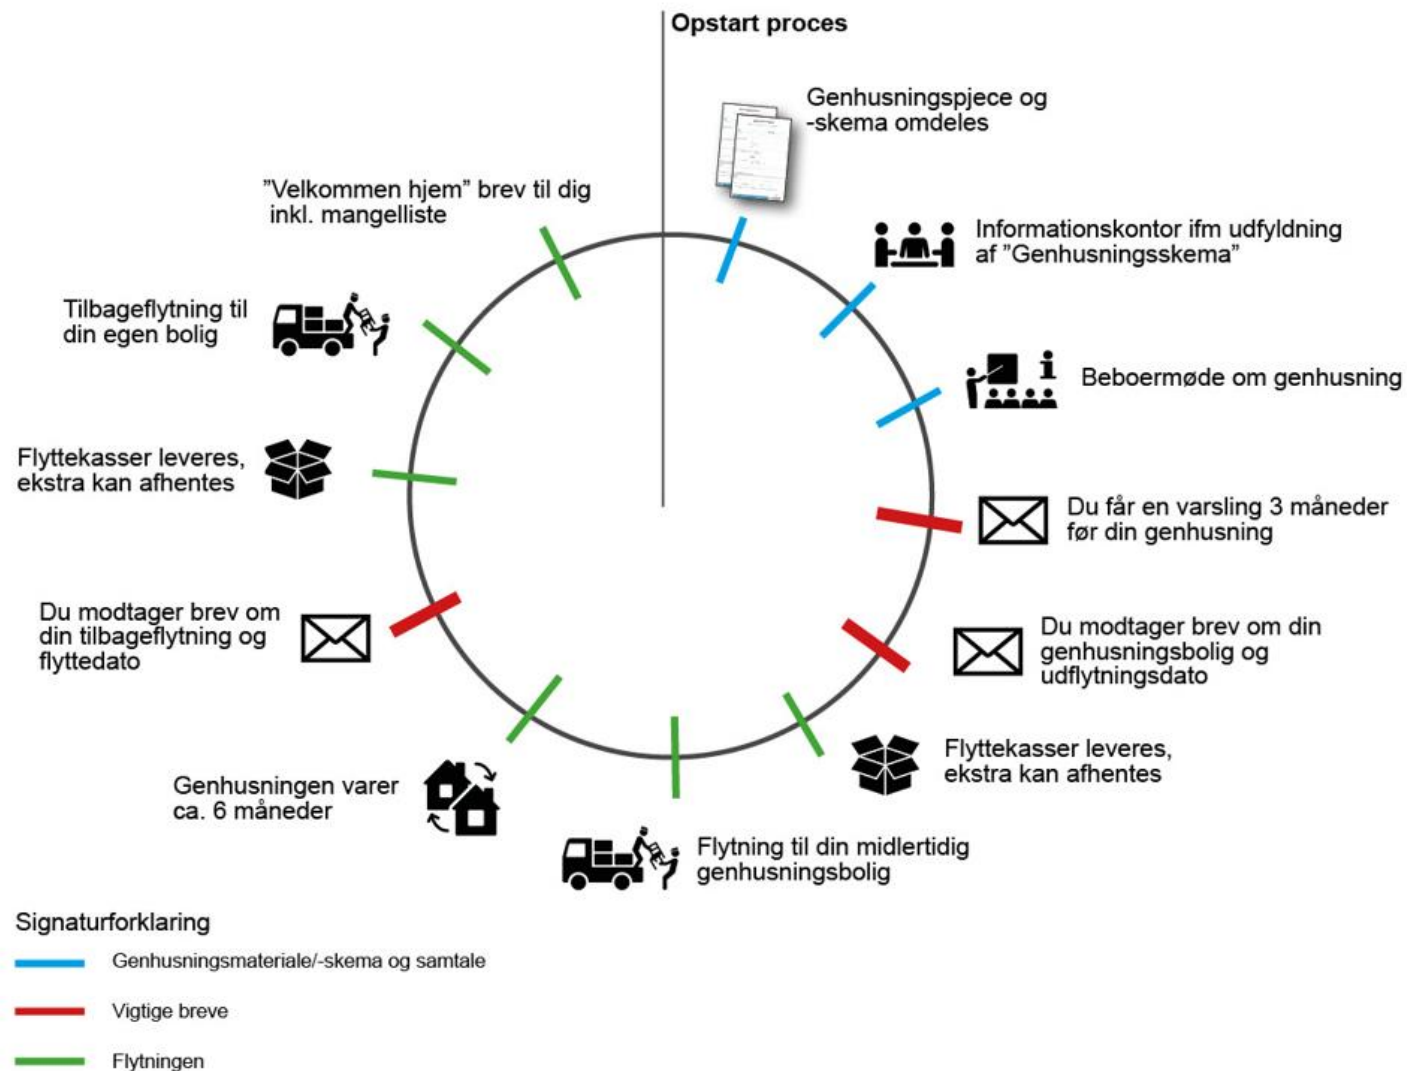 Opstart proces
Genhusningspjece og
-skema omdeles
Informationskontor ifm udfyldning
af ”Genhusningsskema”
Beboermøde om genhusning
Du får en varsling 3 måneder
før din genhusning
Du modtager brev om din
genhusningsbolig og
udflytningsdato
Flyttekasser leveres,
ekstra kan afhentes
Flytning til din midlertidig
genhusningsbolig
Genhusningen varer
ca. 6 måneder
Du modtager brev om
din tilbageflytning og
flyttedato
Flyttekasser leveres,
ekstra kan afhentes
Tilbageflytning til
din egen bolig
”Velkommen hjem” brev til dig
inkl. mangelliste
Signaturforklaring
Genhusningsmateriale/-skema og samtale
Vigtige breve
Flytningen